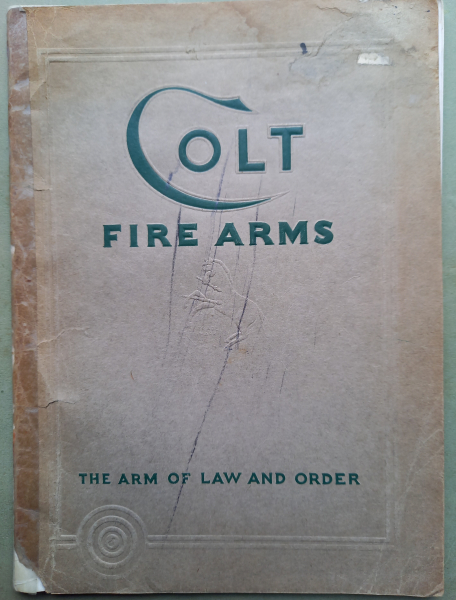 COLT
FIRE ARMS
THE ARM OF LAW AND ORDER